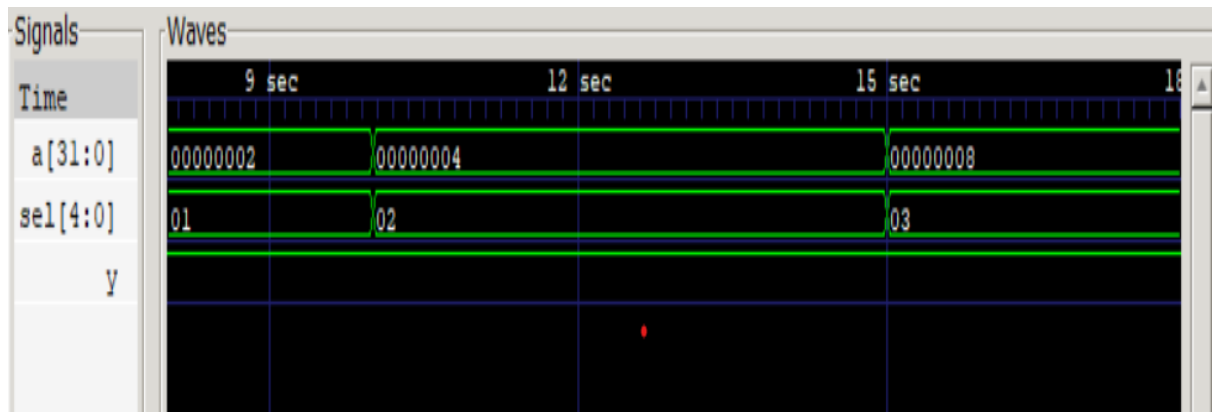 Signals Waves
Time 9 sec 12 sec 15 sec 18
a[31:0] 00000002 00000004 00000008
sel[4:0] 01 02 03
y